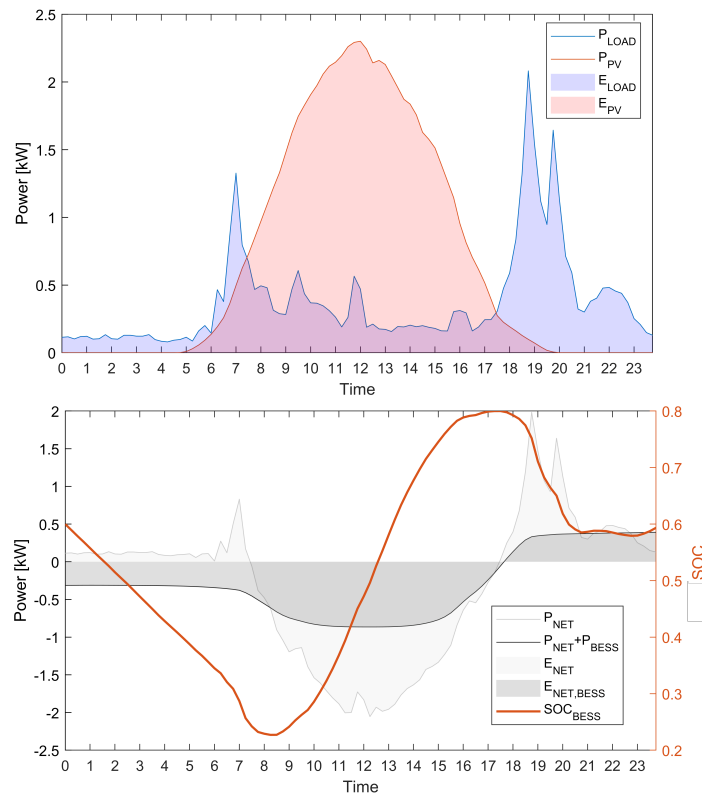 2.5
2
1.5
1
0.5
0
Power [kW]
0 1 2 3 4 5 6 7 8 9 10 11 12 13 14 15 16 17 18 19 20 21 22 23
Time
P_LOAD
P_PV
E_LOAD
E_PV
2
1.5
1
0.5
0
-0.5
-1
-1.5
-2
-2.5
Power [kW]
0 1 2 3 4 5 6 7 8 9 10 11 12 13 14 15 16 17 18 19 20 21 22 23
Time
P_NET
P_NET+P_BESS
E_NET
E_NET,BESS
SOC_BESS
0.8
0.7
0.6
0.5
0.4
0.3
0.2
SOC